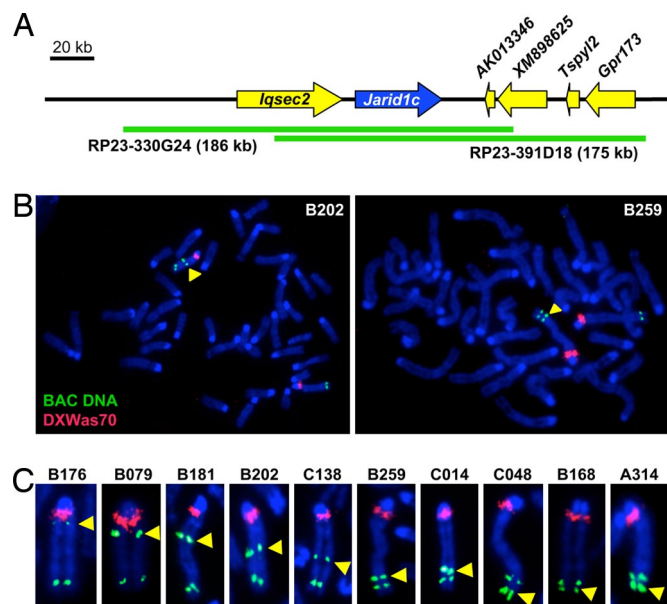 A
20 kb
AK013346
XM898625
Tspyl2
Gpr173
Iqsec2
Jarid1c
RP23-330G24 (186 kb)
RP23-391D18 (175 kb)
B
B202
B259
BAC DNA
DXWas70
C
B176 B079 B181 B202 C138 B259 C014 C048 B168 A314